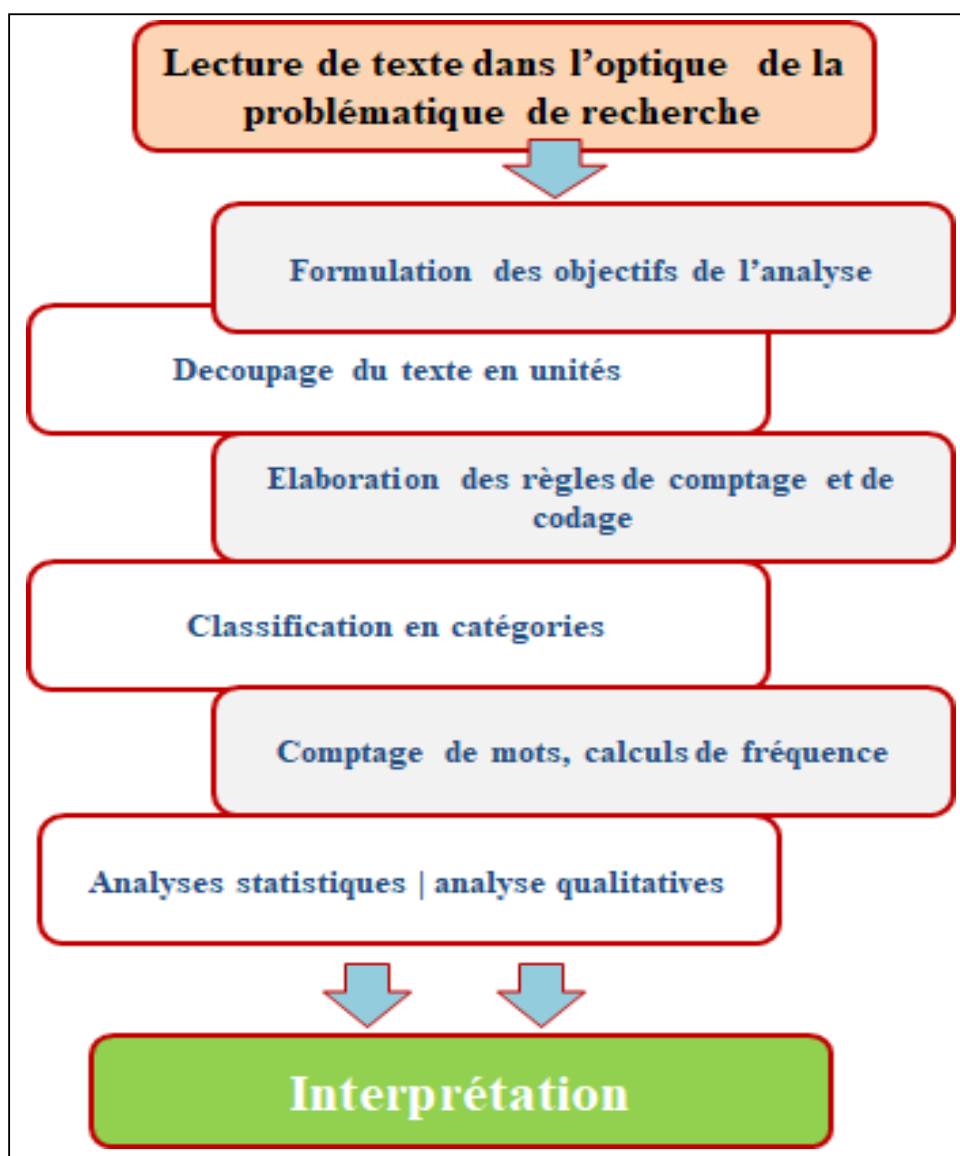 Lecture de texte dans l’optique de la
problématique de recherche
Formulation des objectifs de l’analyse
Decoupage du texte en unités
Elaboration des règles de comptage et de
codage
Classification en catégories
Comptage de mots, calculs de fréquence
Analyses statistiques | analyse qualitatives
Interprétation